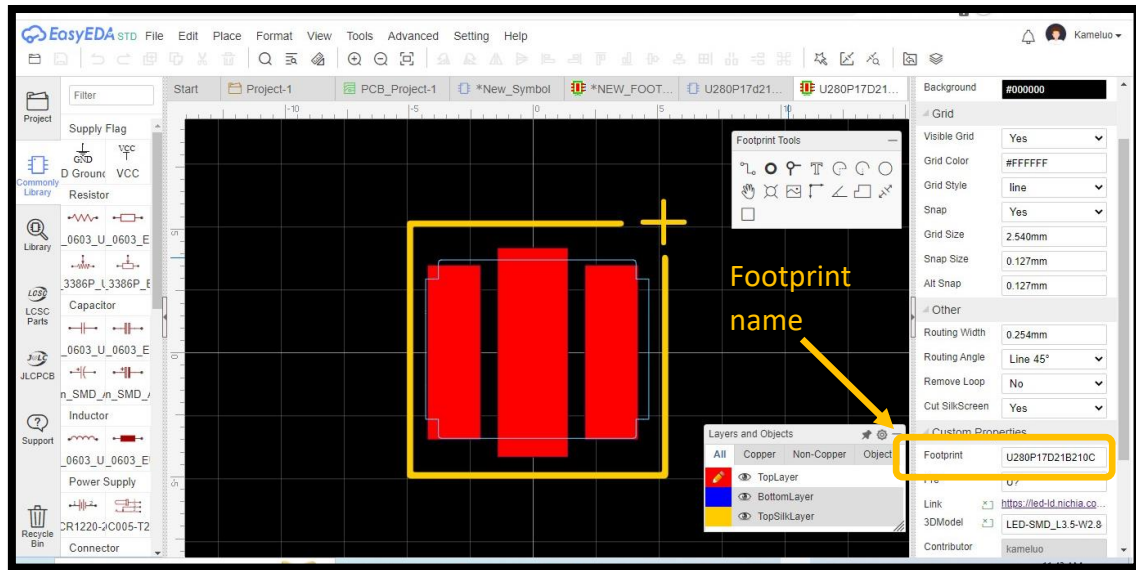 EasyEDA STD File Edit Place Format View Tools Advanced Setting Help
Kameluo
Start Project-1 PCB_Project-1 *New_Symbol *NEW_FOOT... U280P17d21... U280P17D21...
Project
Commonly Library
Library
LCSC
LCSC Parts
JLCPCB
Support
Recycle Bin
Filter
Supply Flag
GND VCC
D Ground VCC
Resistor
_0603_U _0603_E
3386P_U 3386P_E
Capacitor
_0603_U _0603_E
n_SMD_ n_SMD_
Inductor
_0603_U _0603_E
Power Supply
CR1220-2 C005-T2
Connector
-10 -5 0 5 10
5
0
-5
Footprint Tools
T
Footprint
name
Layers and Objects
All Copper Non-Copper Object
TopLayer
BottomLayer
TopSilkLayer
Background #000000
Grid
Visible Grid Yes
Grid Color #FFFFFF
Grid Style line
Snap Yes
Grid Size 2.540mm
Snap Size 0.127mm
Alt Snap 0.127mm
Other
Routing Width 0.254mm
Routing Angle Line 45°
Remove Loop No
Cut SilkScreen Yes
Custom Properties
Footprint U280P17D21B210C
Pre U?
Link https://led-ld.nichia.co...
3DModel LED-SMD_L3.5-W2.8
Contributor kameluo